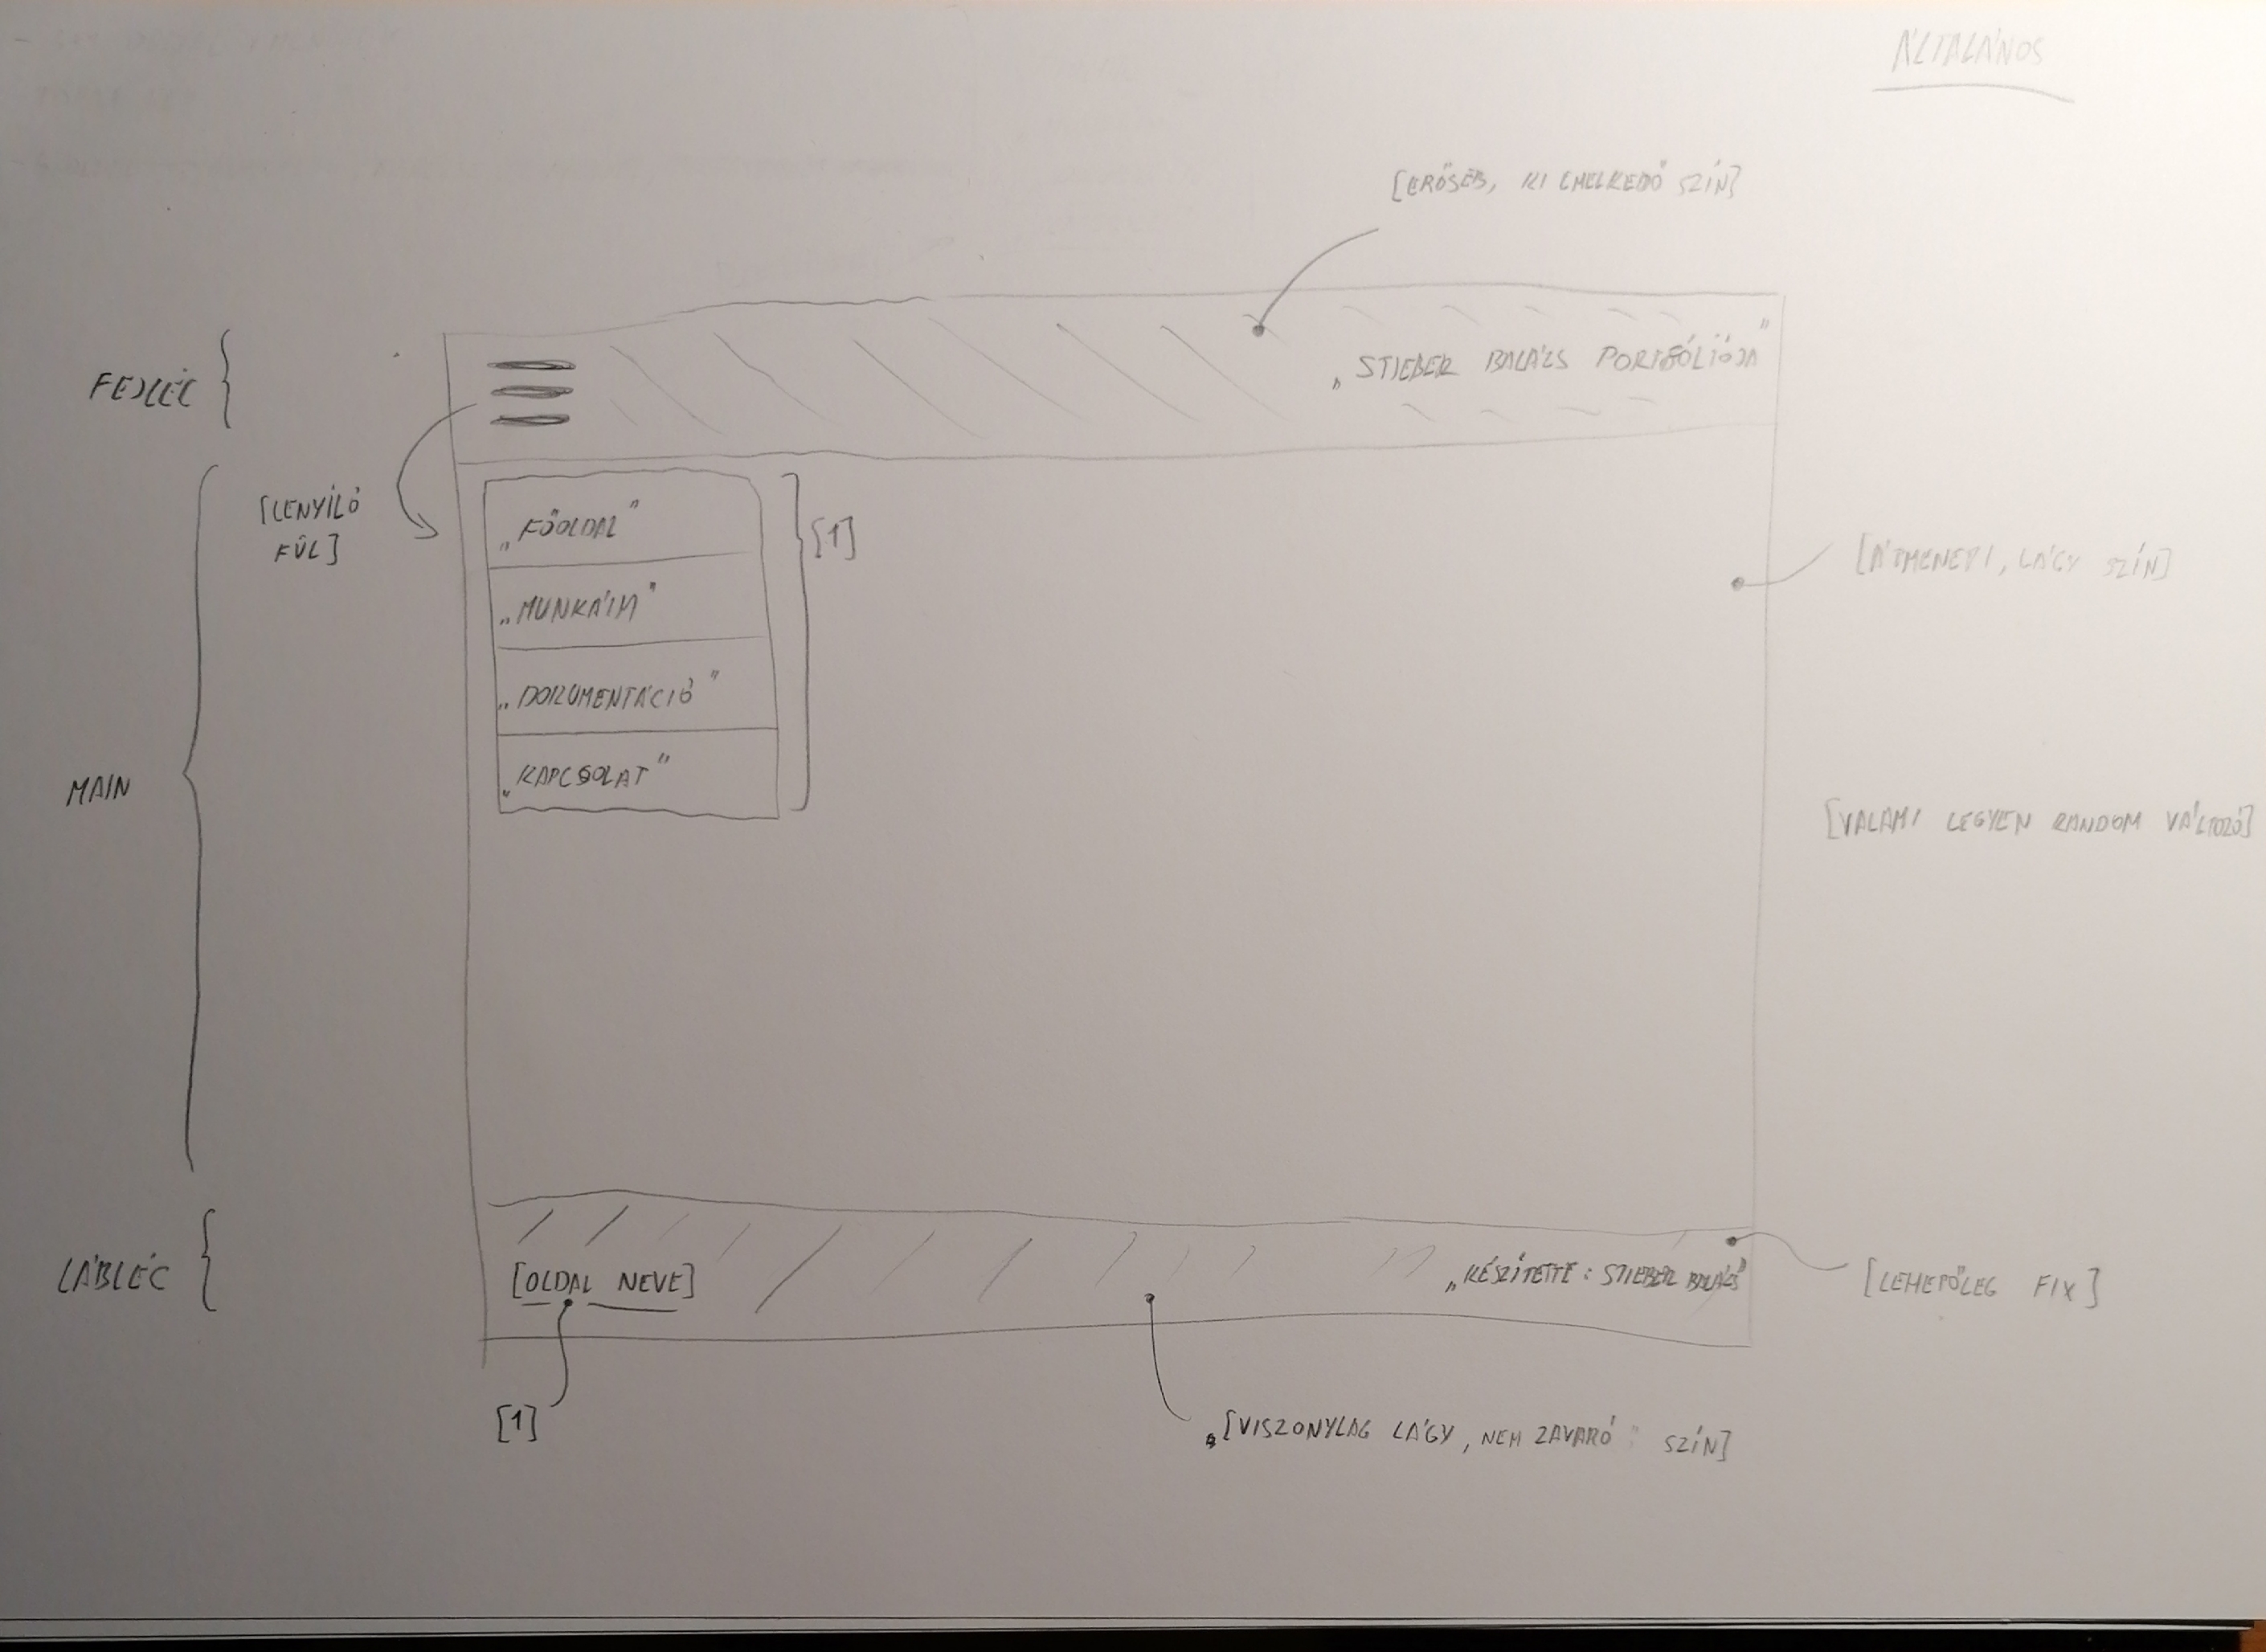 ÁLTALÁNOS
[ERŐSEB, KI EMELKEDŐ SZÍN]
FEJLÉC
„STIEBER BALÁZS PORTFÓLIÓJA"
[LENYÍLÓ
FÜL]
„FŐOLDAL"
[1]
„MUNKÁIM"
„DOKUMENTÁCIÓ"
„KAPCSOLAT"
[ÁTMENETI, LÁGY SZÍN]
MAIN
[VALAMI LEGYEN RANDOM VÁLTOZÓ]
LÁBLÉC
[OLDAL NEVE]
„KÉSZÍTETTE: STIEBER BALÁZS"
[LEHETŐLEG FIX]
[1]
„[VISZONYLAG LÁGY, NEM ZAVARÓ" SZÍN]